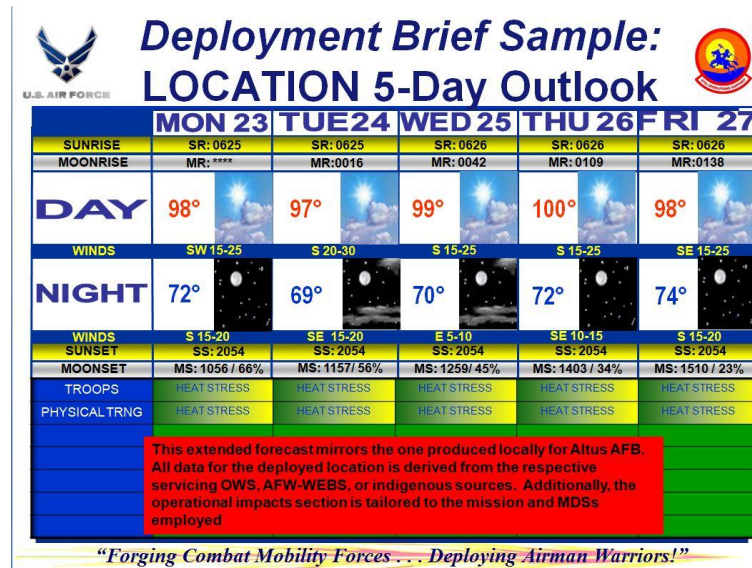 Deployment Brief Sample:
LOCATION 5-Day Outlook
U.S. AIR FORCE
MON 23 TUE24 WED 25 THU 26 FRI 27
SUNRISE SR: 0625 SR: 0625 SR: 0626 SR: 0626 SR: 0626
MOONRISE MR: **** MR:0016 MR: 0042 MR: 0109 MR:0138
DAY 98° 97° 99° 100° 98°
WINDS SW 15-25 S 20-30 S 15-25 S 15-25 SE 15-25
NIGHT 72° 69° 70° 72° 74°
WINDS S 15-20 SE 15-20 E 5-10 SE 10-15 S 15-20
SUNSET SS: 2054 SS: 2054 SS: 2054 SS: 2054 SS: 2054
MOONSET MS: 1056 / 66% MS: 1157/ 56% MS: 1259/ 45% MS: 1403 / 34% MS: 1510 / 23%
TROOPS HEAT STRESS HEAT STRESS HEAT STRESS HEAT STRESS HEAT STRESS
PHYSICAL TRNG HEAT STRESS HEAT STRESS HEAT STRESS HEAT STRESS HEAT STRESS
This extended forecast mirrors the one produced locally for Altus AFB.
All data for the deployed location is derived from the respective
servicing OWS, AFW-WEBS, or indigenous sources. Additionally, the
operational impacts section is tailored to the mission and MDSs
employed
“Forging Combat Mobility Forces . . . Deploying Airman Warriors!”